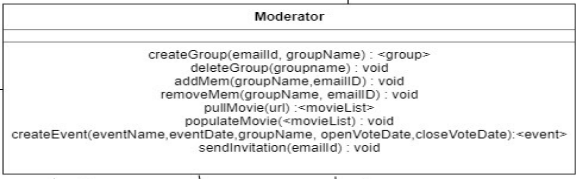 Moderator
createGroup(emailId, groupName) : <group>
deleteGroup(groupname) : void
addMem(groupName,emailID) : void
removeMem(groupName, emailID) : void
pullMovie(url) :<movieList>
populateMovie(<movieList) : void
createEvent(eventName,eventDate,groupName, openVoteDate,closeVoteDate):<event>
sendInvitation(emailId) : void